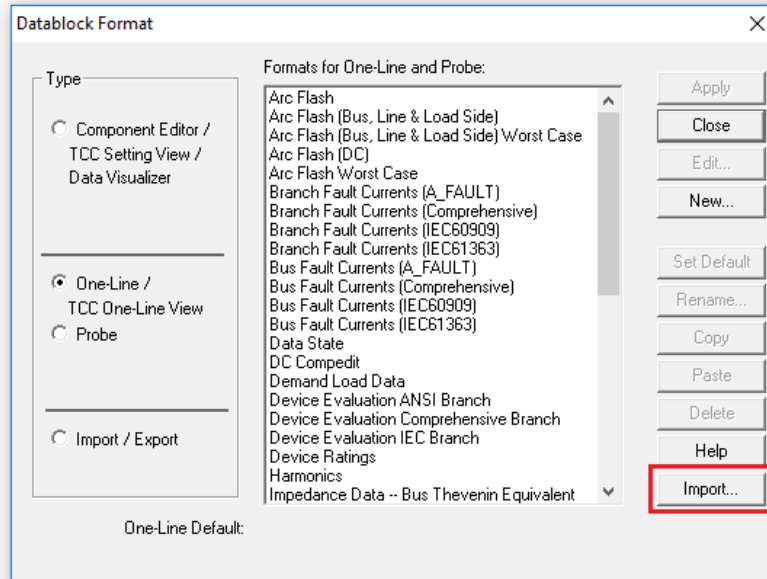 Datablock Format
Type
Component Editor /
TCC Setting View /
Data Visualizer
One-Line /
TCC One-Line View
Probe
Import / Export
Formats for One-Line and Probe:
Arc Flash
Arc Flash (Bus, Line & Load Side)
Arc Flash (Bus, Line & Load Side) Worst Case
Arc Flash (DC)
Arc Flash Worst Case
Branch Fault Currents (A_FAULT)
Branch Fault Currents (Comprehensive)
Branch Fault Currents (IEC60909)
Branch Fault Currents (IEC61363)
Bus Fault Currents (A_FAULT)
Bus Fault Currents (Comprehensive)
Bus Fault Currents (IEC60909)
Bus Fault Currents (IEC61363)
Data State
DC Compedit
Demand Load Data
Device Evaluation ANSI Branch
Device Evaluation Comprehensive Branch
Device Evaluation IEC Branch
Device Ratings
Harmonics
Impedance Data -- Bus Thevenin Equivalent
Apply
Close
Edit...
New...
Set Default
Rename...
Copy
Paste
Delete
Help
Import...
One-Line Default: